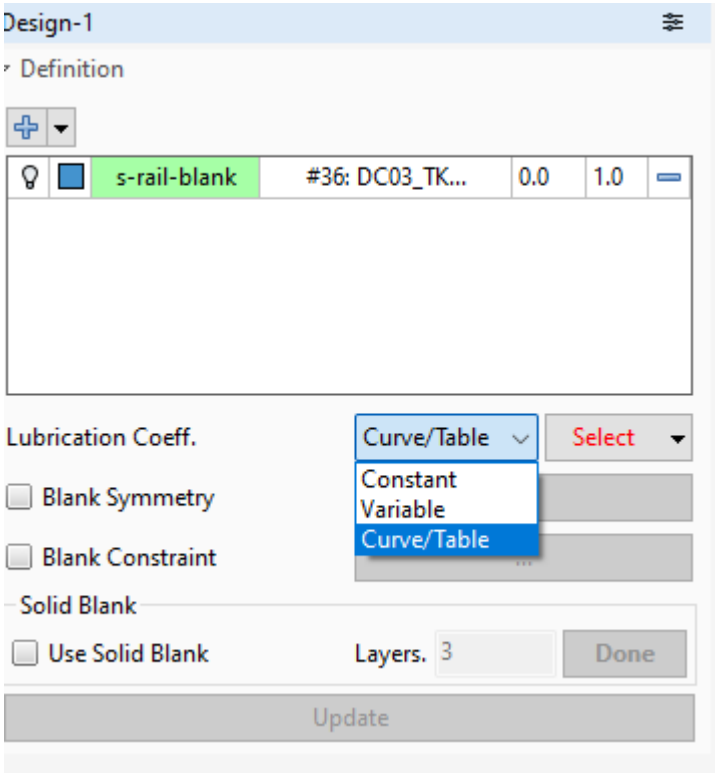 Design-1
Definition
s-rail-blank #36: DC03_TK... 0.0 1.0
Lubrication Coeff. Curve/Table Select
Constant
Variable
Curve/Table
Blank Symmetry
Blank Constraint ...
Solid Blank
Use Solid Blank Layers. 3 Done
Update